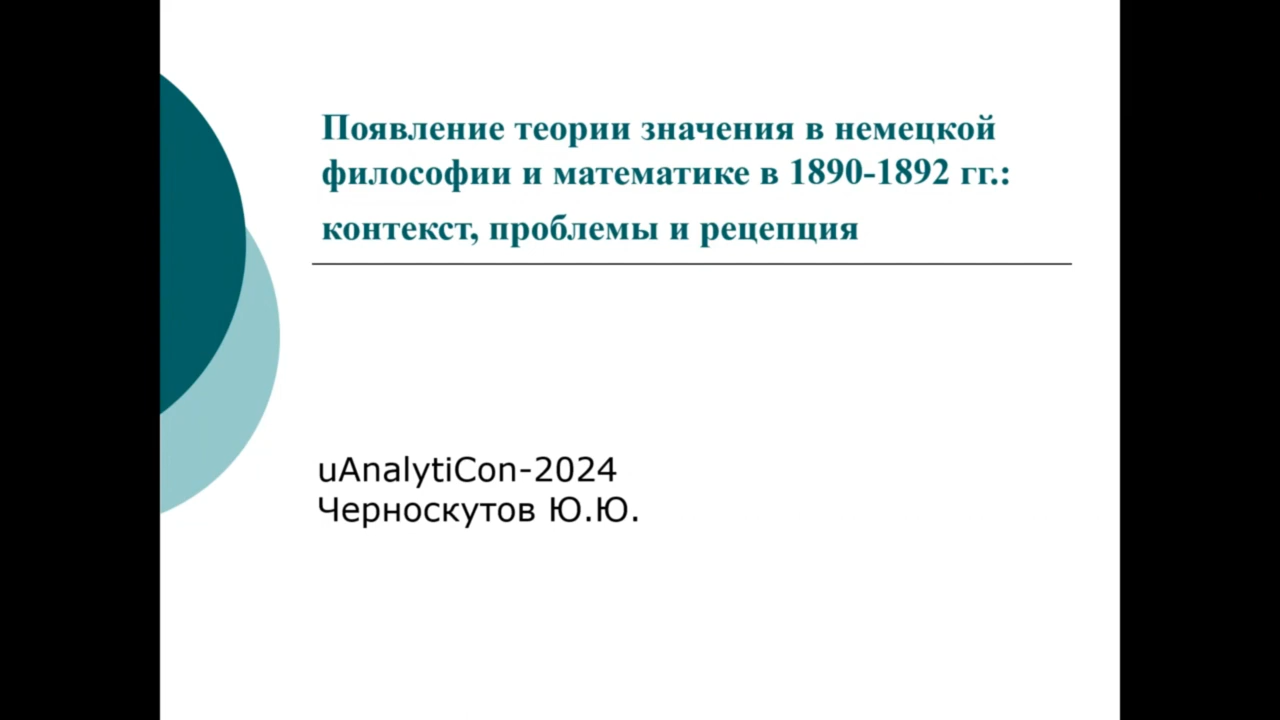 Появление теории значения в немецкой
философии и математике в 1890-1892 гг.:
контекст, проблемы и рецепция
uAnalytiCon-2024
Черноскутов Ю.Ю.